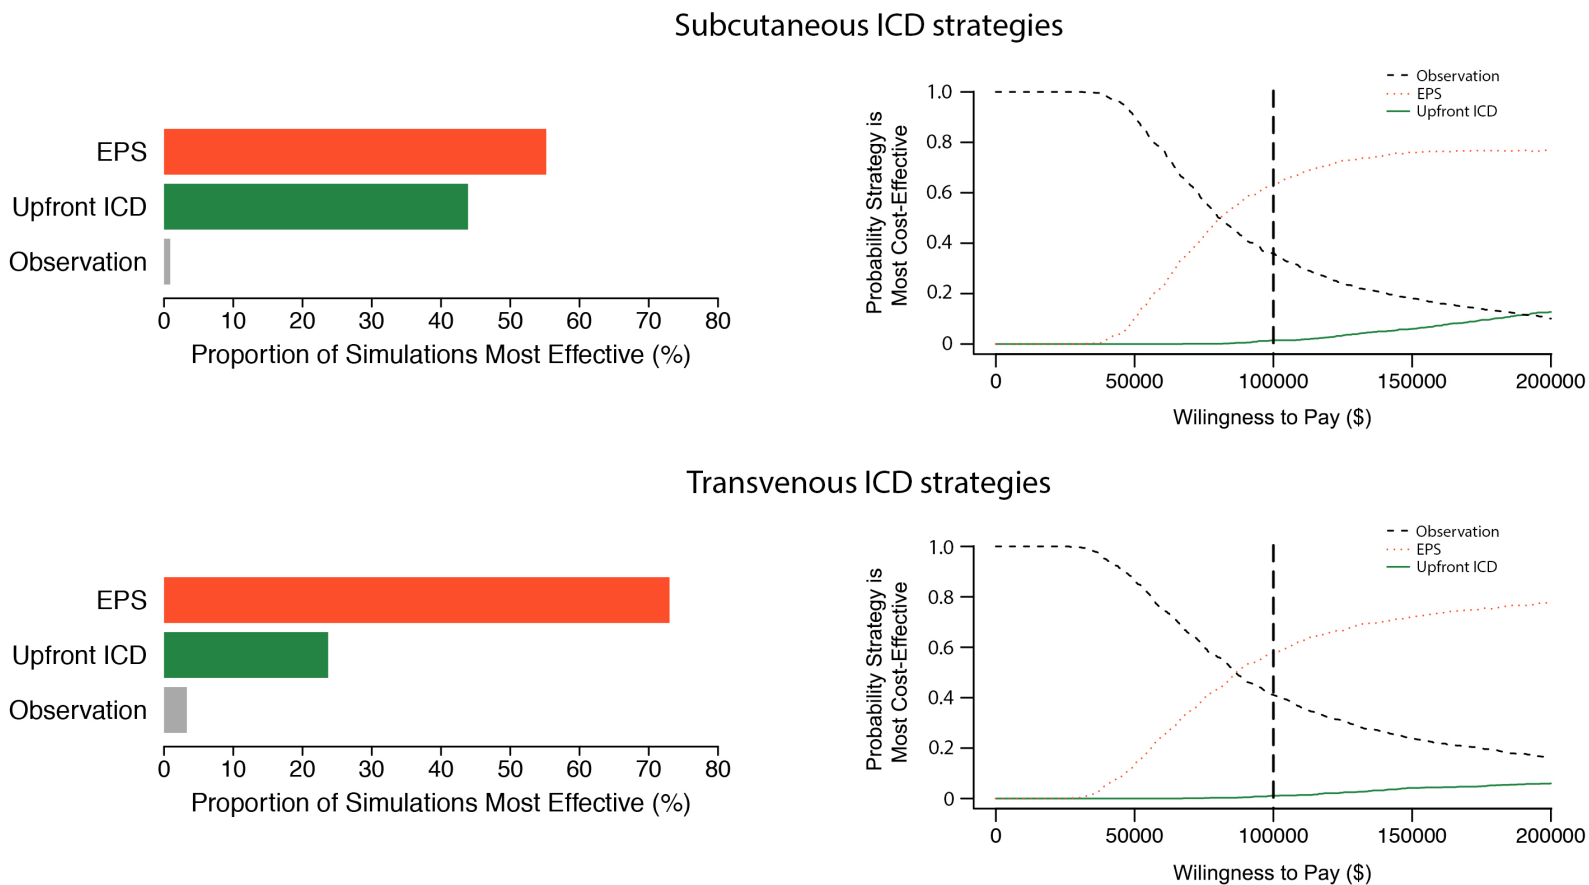 Subcutaneous ICD strategies
EPS
Upfront ICD
Observation
0 10 20 30 40 50 60 70 80
Proportion of Simulations Most Effective (%)
Observation
EPS
Upfront ICD
1.0
0.8
0.6
0.4
0.2
0
Probability Strategy is
Most Cost-Effective
0 50000 100000 150000 200000
Wilingness to Pay ($)
Transvenous ICD strategies
EPS
Upfront ICD
Observation
0 10 20 30 40 50 60 70 80
Proportion of Simulations Most Effective (%)
Observation
EPS
Upfront ICD
1.0
0.8
0.6
0.4
0.2
0
Probability Strategy is
Most Cost-Effective
0 50000 100000 150000 200000
Wilingness to Pay ($)